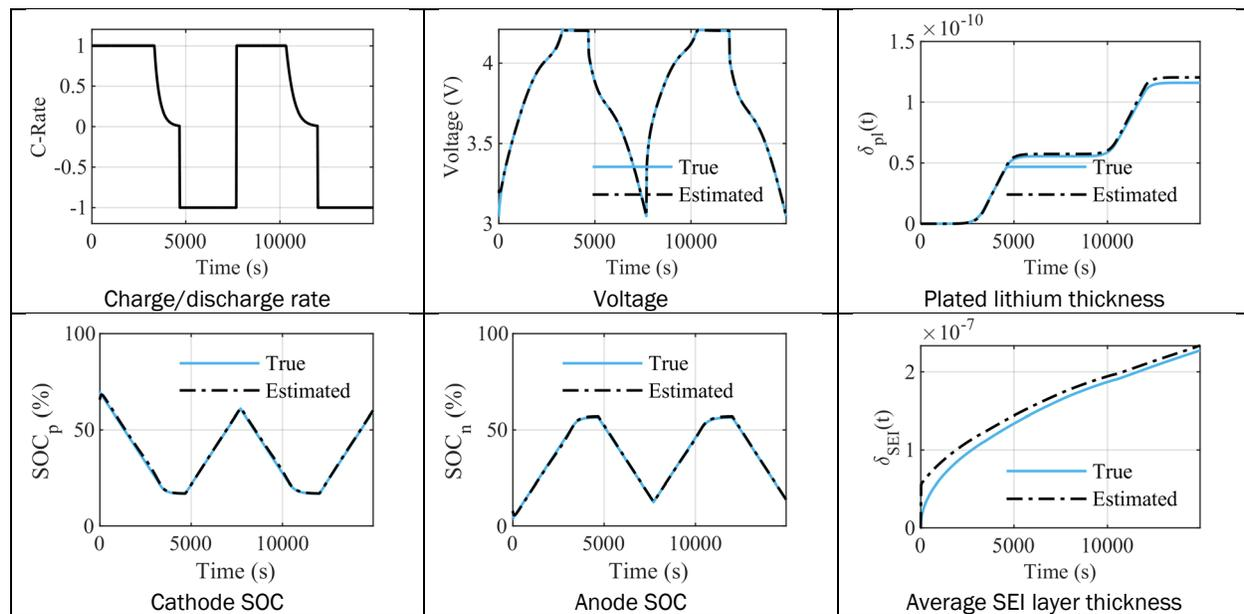 1
0.5
0
-0.5
-1
C-Rate
0 5000 10000
Time (s)
Charge/discharge rate
4
3.5
3
Voltage (V)
True
Estimated
0 5000 10000
Time (s)
Voltage
×10⁻¹⁰
1.5
1
0.5
0
δpl(t)
True
Estimated
0 5000 10000
Time (s)
Plated lithium thickness
100
50
0
SOCp (%)
True
Estimated
0 5000 10000
Time (s)
Cathode SOC
100
50
0
SOCn (%)
True
Estimated
0 5000 10000
Time (s)
Anode SOC
×10⁻⁷
2
1
0
δSEI(t)
True
Estimated
0 5000 10000
Time (s)
Average SEI layer thickness